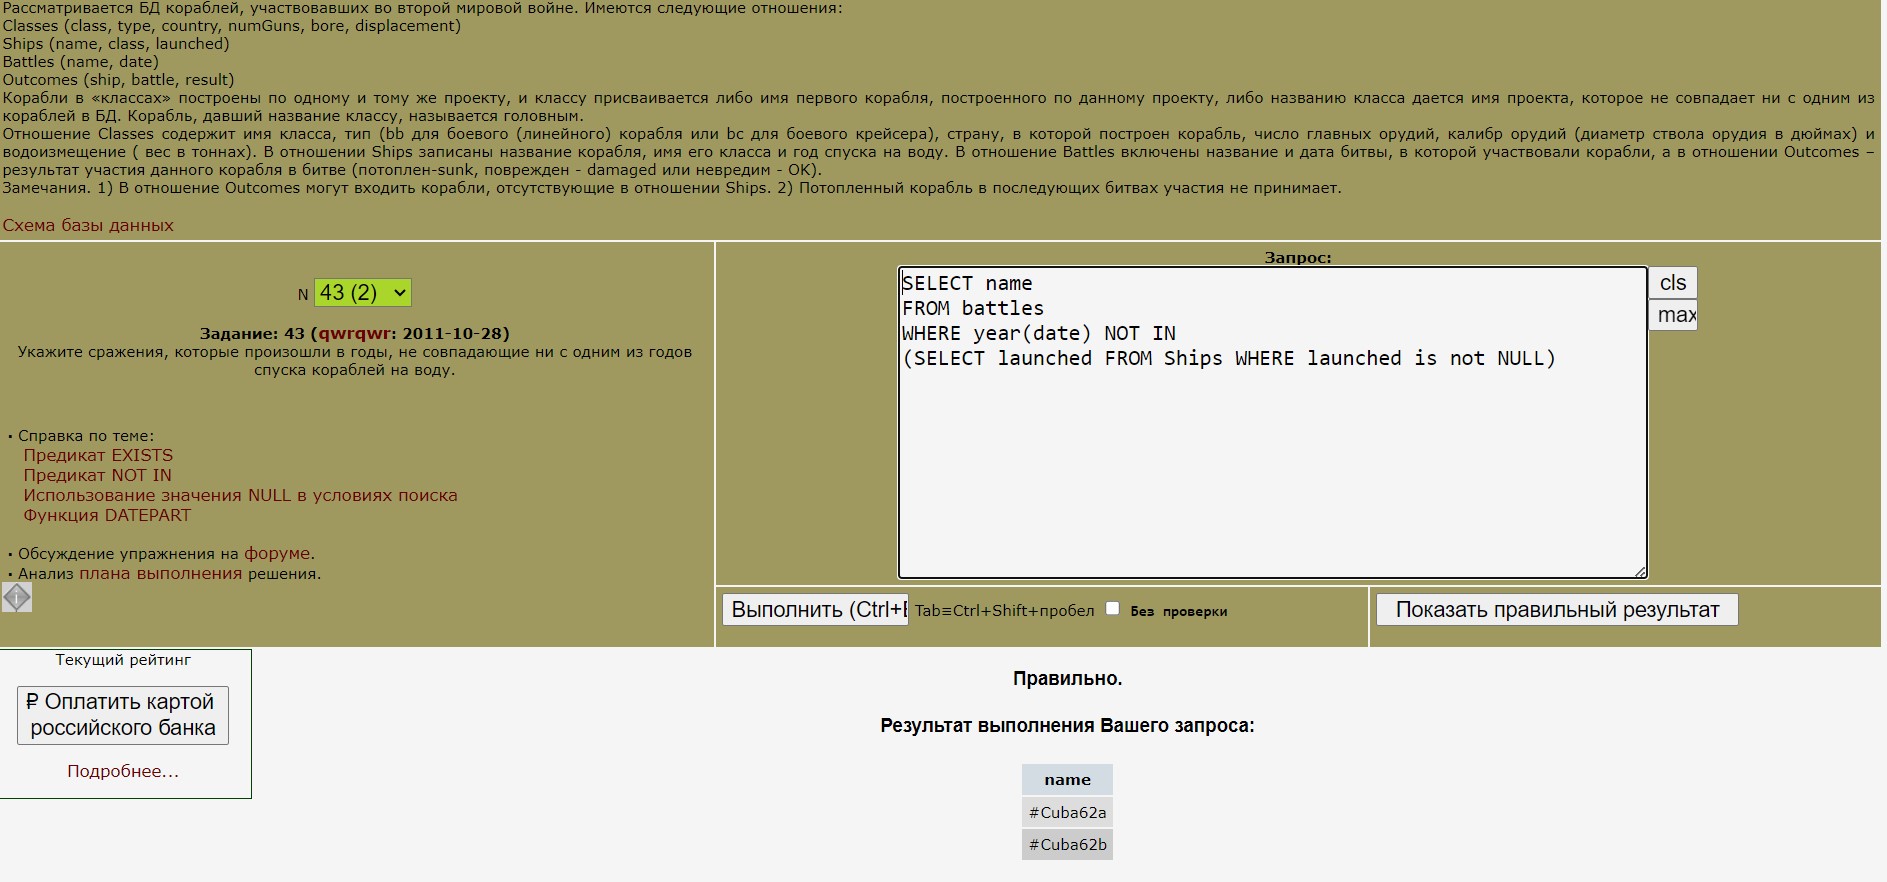 Рассматривается БД кораблей, участвовавших во второй мировой войне. Имеются следующие отношения:
Classes (class, type, country, numGuns, bore, displacement)
Ships (name, class, launched)
Battles (name, date)
Outcomes (ship, battle, result)
Корабли в «классах» построены по одному и тому же проекту, и классу присваивается либо имя первого корабля, построенного по данному проекту, либо названию класса дается имя проекта, которое не совпадает ни с одним из
кораблей в БД. Корабль, давший название классу, называется головным.
Отношение Classes содержит имя класса, тип (bb для боевого (линейного) корабля или bc для боевого крейсера), страну, в которой построен корабль, число главных орудий, калибр орудий (диаметр ствола орудия в дюймах) и
водоизмещение ( вес в тоннах). В отношении Ships записаны название корабля, имя его класса и год спуска на воду. В отношение Battles включены название и дата битвы, в которой участвовали корабли, а в отношении Outcomes –
результат участия данного корабля в битве (потоплен-sunk, поврежден - damaged или невредим - OK).
Замечания. 1) В отношение Outcomes могут входить корабли, отсутствующие в отношении Ships. 2) Потопленный корабль в последующих битвах участия не принимает.
Схема базы данных
N 43 (2)
Задание: 43 (qwrqwr: 2011-10-28)
Укажите сражения, которые произошли в годы, не совпадающие ни с одним из годов
спуска кораблей на воду.
· Справка по теме:
Предикат EXISTS
Предикат NOT IN
Использование значения NULL в условиях поиска
Функция DATEPART
· Обсуждение упражнения на форуме.
· Анализ плана выполнения решения.
i
Запрос:
SELECT name
FROM battles
WHERE year(date) NOT IN
(SELECT launched FROM Ships WHERE launched is not NULL)
cls
max
Выполнить (Ctrl+E Tab≡Ctrl+Shift+пробел Без проверки
Показать правильный результат
Текущий рейтинг
₽ Оплатить картой
российского банка
Подробнее...
Правильно.
Результат выполнения Вашего запроса:
name
#Cuba62a
#Cuba62b